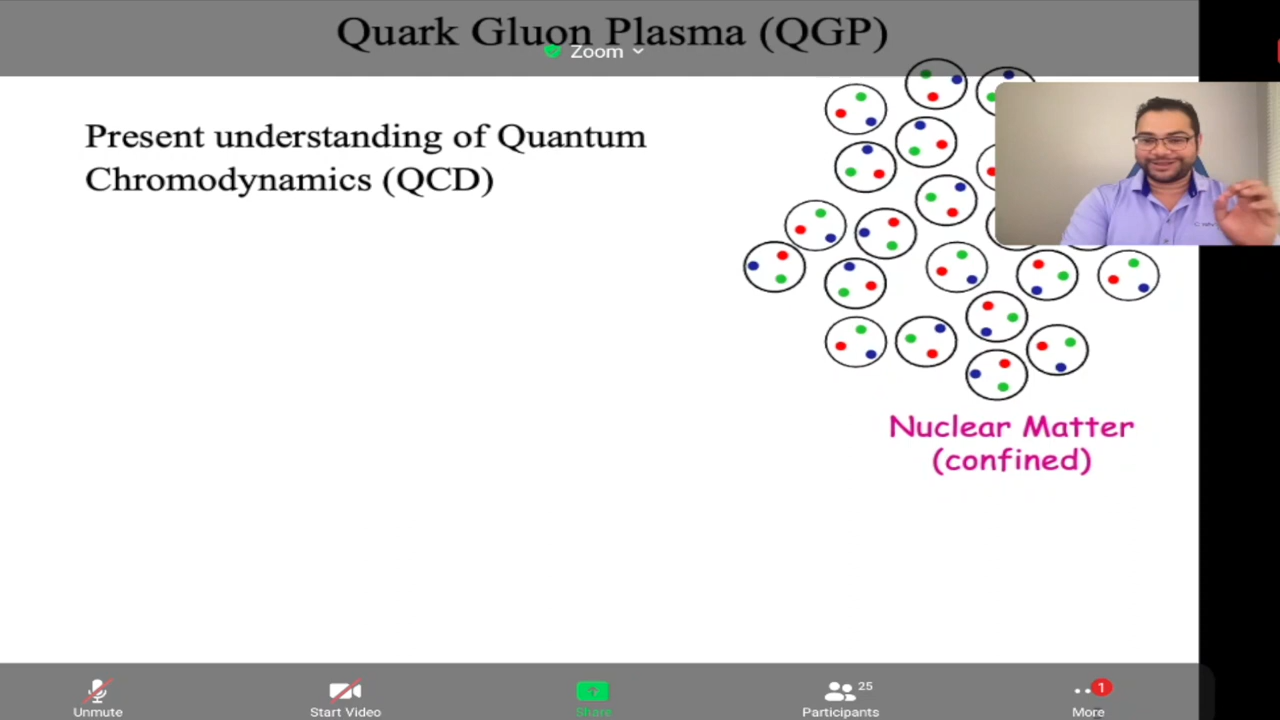 Quark Gluon Plasma (QGP)
Zoom
Present understanding of Quantum
Chromodynamics (QCD)
Nuclear Matter
(confined)
25
1
Unmute
Start Video
Share
Participants
More